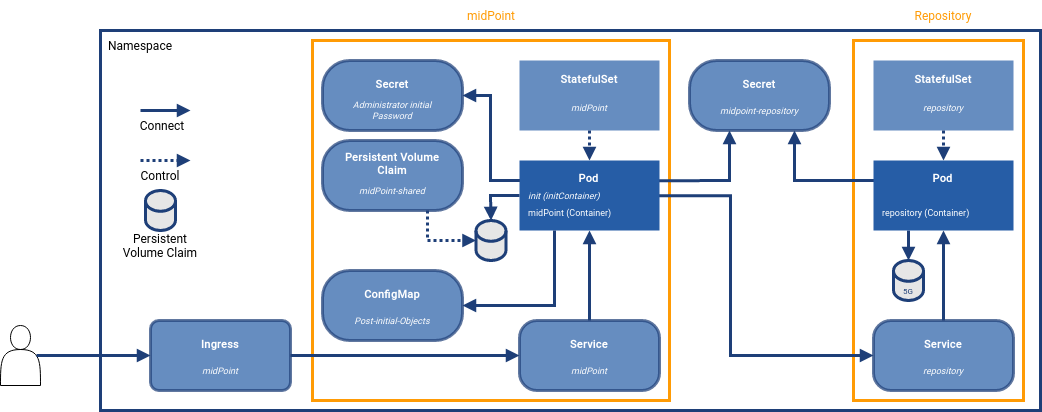 midPoint
Repository
Namespace
Connect
Control
Persistent
Volume Claim
Secret
Administrator initial
Password
Persistent Volume
Claim
midPoint-shared
ConfigMap
Post-initial-Objects
Ingress
midPoint
StatefulSet
midPoint
Pod
init (initContainer)
midPoint (Container)
Service
midPoint
Secret
midpoint-repository
StatefulSet
repository
Pod
repository (Container)
5G
Service
repository